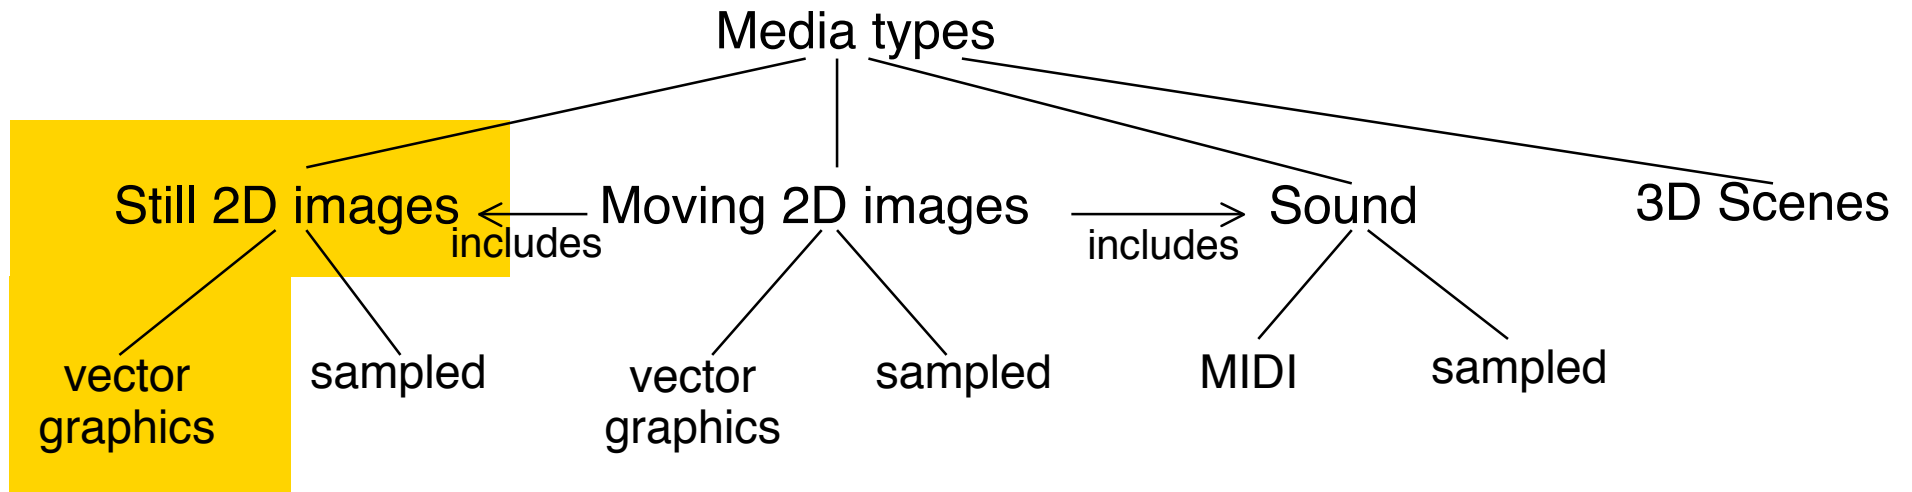 Media types
Still 2D images
includes
Moving 2D images
includes
Sound
3D Scenes
vector
graphics
sampled
vector
graphics
sampled
MIDI
sampled